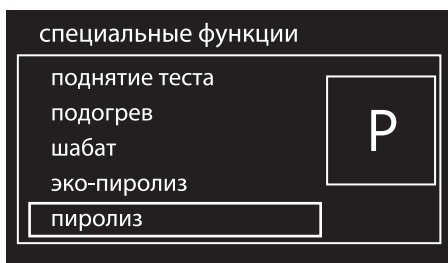 специальные функции
поднятие теста
подогрев
шабат
эко-пиролиз
пиролиз
P